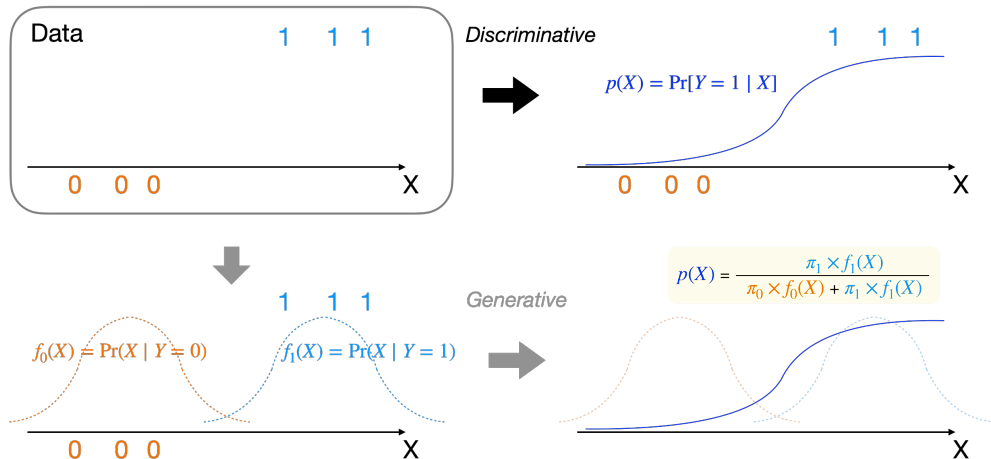 Data
1 1 1
0 0 0
X
Discriminative
1 1 1
p(X) = Pr[Y = 1 | X]
0 0 0
X
1 1 1
f₀(X) = Pr(X | Y = 0)
f₁(X) = Pr(X | Y = 1)
0 0 0
X
Generative
p(X) = π₁ × f₁(X) / π₀ × f₀(X) + π₁ × f₁(X)
X